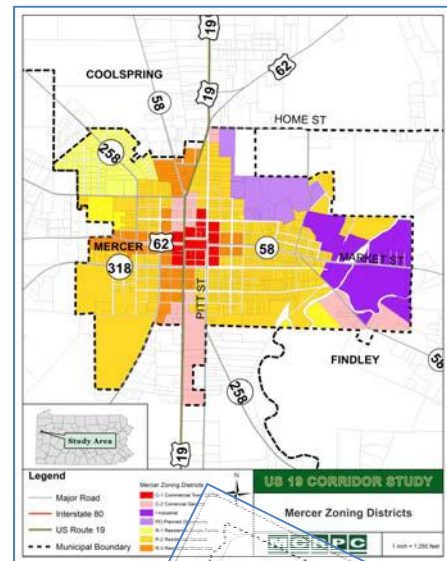 19
COOLSPRING
62
19
58
HOME ST
258
MERCER
62
58
318
MARKET ST
PITT ST
FINDLEY
58
258
Study Area
19
Legend
Major Road
Interstate 80
US Route 19
Municipal Boundary
Mercer Zoning Districts
C-1 Commercial
C-2 Commercial
I-Industrial
PD Planned
R-1 Residential
R-2
R-3
N
US 19 CORRIDOR STUDY
Mercer Zoning Districts
MCRPC
1 inch = 1,250 feet